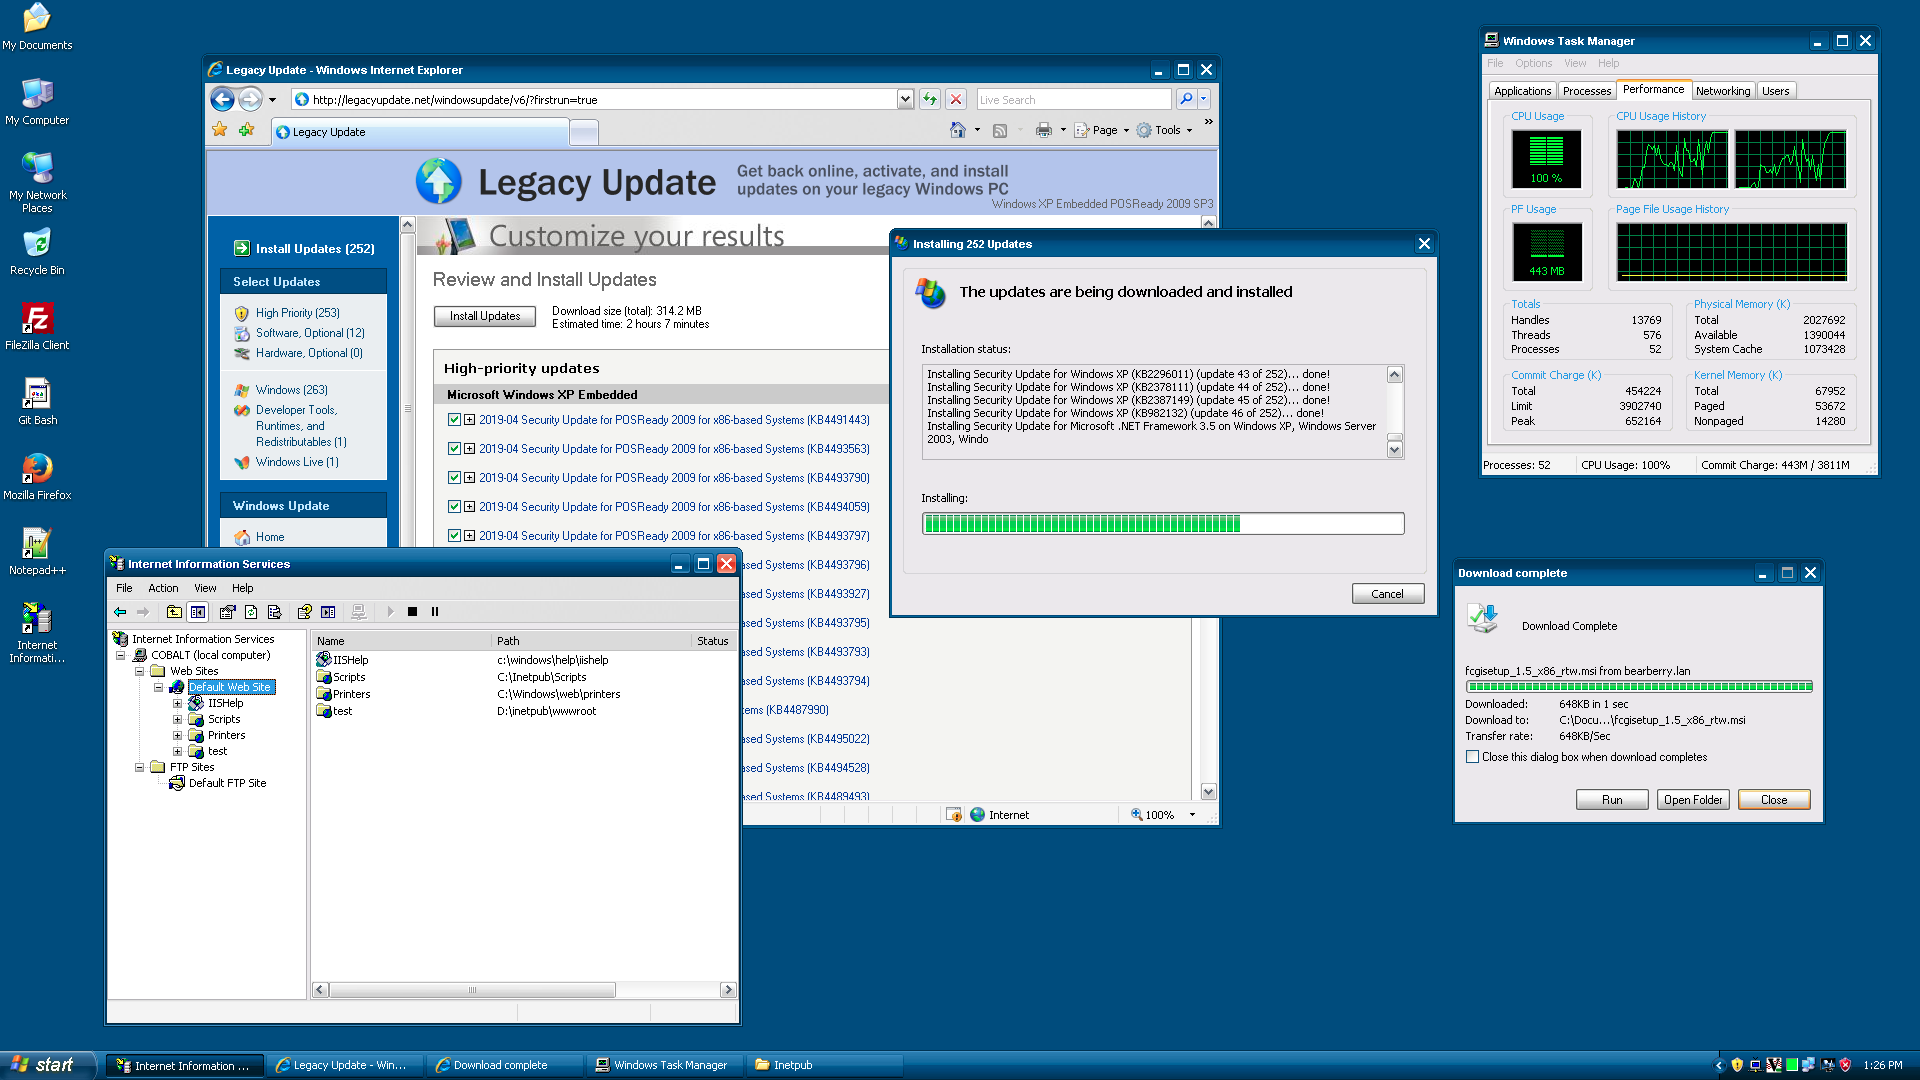 My Documents
My Computer
My Network
Places
Recycle Bin
FileZilla Client
Git Bash
Mozilla Firefox
Notepad++
Internet
Informati...
Legacy Update - Windows Internet Explorer
http://legacyupdate.net/windowsupdate/v6/?firstrun=true
Live Search
Legacy Update
Page
Tools
Legacy Update
Get back online, activate, and install
updates on your legacy Windows PC
Windows XP Embedded POSReady 2009 SP3
Install Updates (252)
Select Updates
High Priority (253)
Software, Optional (12)
Hardware, Optional (0)
Windows (263)
Developer Tools,
Runtimes, and
Redistributables (1)
Windows Live (1)
Windows Update
Home
Customize your results
Review and Install Updates
Install Updates
Download size (total): 314.2 MB
Estimated time: 2 hours 7 minutes
High-priority updates
Microsoft Windows XP Embedded
2019-04 Security Update for POSReady 2009 for x86-based Systems (KB4491443)
2019-04 Security Update for POSReady 2009 for x86-based Systems (KB4493563)
2019-04 Security Update for POSReady 2009 for x86-based Systems (KB4493790)
2019-04 Security Update for POSReady 2009 for x86-based Systems (KB4494059)
2019-04 Security Update for POSReady 2009 for x86-based Systems (KB4493797)
ased Systems (KB4493796)
ased Systems (KB4493927)
ased Systems (KB4493795)
ased Systems (KB4493793)
ased Systems (KB4493794)
tems (KB4487990)
ased Systems (KB4495022)
ased Systems (KB4494528)
ased Systems (KB4489493)
Internet
100%
Installing 252 Updates
The updates are being downloaded and installed
Installation status:
Installing Security Update for Windows XP (KB2296011) (update 43 of 252)... done!
Installing Security Update for Windows XP (KB2378111) (update 44 of 252)... done!
Installing Security Update for Windows XP (KB2387149) (update 45 of 252)... done!
Installing Security Update for Windows XP (KB982132) (update 46 of 252)... done!
Installing Security Update for Microsoft .NET Framework 3.5 on Windows XP, Windows Server
2003, Windo
Installing:
Cancel
Windows Task Manager
File Options View Help
Applications Processes Performance Networking Users
CPU Usage
CPU Usage History
100 %
PF Usage
Page File Usage History
443 MB
Totals
Handles 13769
Threads 576
Processes 52
Physical Memory (K)
Total 2027692
Available 1390044
System Cache 1073428
Commit Charge (K)
Total 454224
Limit 3902740
Peak 652164
Kernel Memory (K)
Total 67952
Paged 53672
Nonpaged 14280
Processes: 52
CPU Usage: 100%
Commit Charge: 443M / 3811M
Internet Information Services
File Action View Help
Internet Information Services
COBALT (local computer)
Web Sites
Default Web Site
IISHelp
Scripts
Printers
test
FTP Sites
Default FTP Site
Name Path Status
IISHelp c:\windows\help\iishelp
Scripts C:\Inetpub\Scripts
Printers C:\Windows\web\printers
test D:\inetpub\wwwroot
Download complete
Download Complete
fcgisetup_1.5_x86_rtw.msi from bearberry.lan
Downloaded: 648KB in 1 sec
Download to: C:\Docu...\fcgisetup_1.5_x86_rtw.msi
Transfer rate: 648KB/Sec
Close this dialog box when download completes
Run
Open Folder
Close
start
Internet Information ...
Legacy Update - Win...
Download complete
Windows Task Manager
Inetpub
1:26 PM